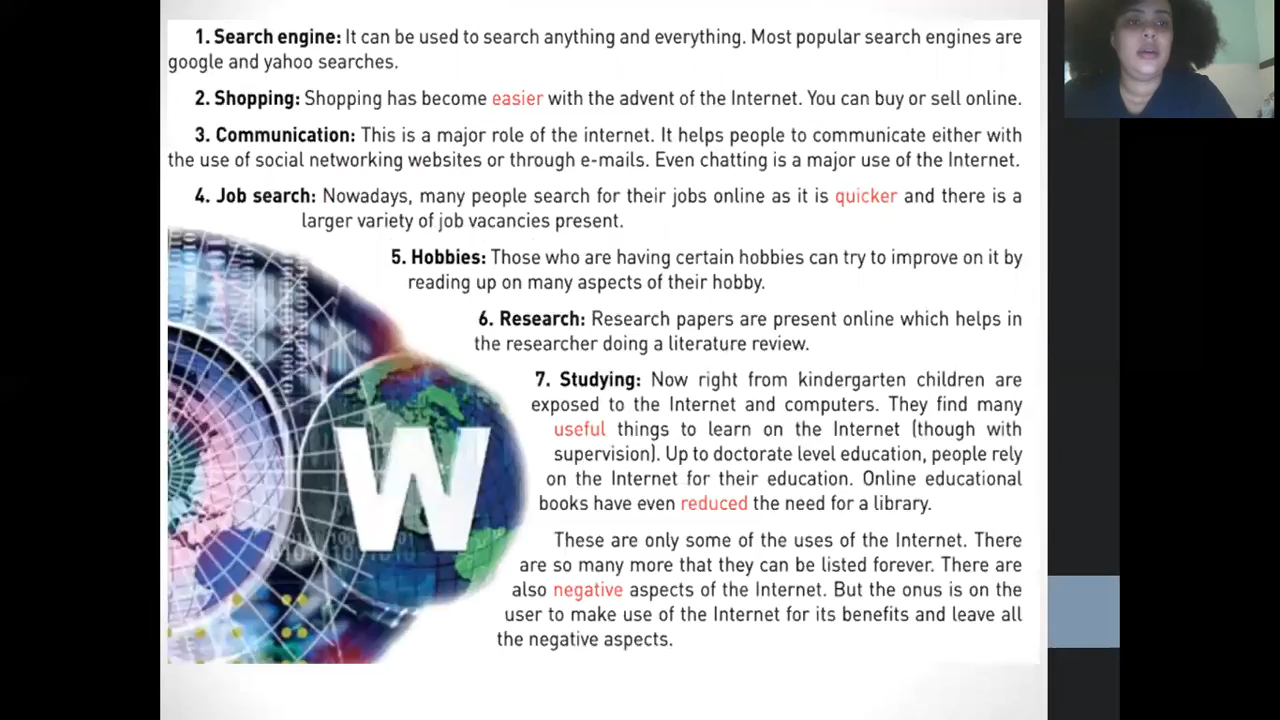 1. Search engine: It can be used to search anything and everything. Most popular search engines are
google and yahoo searches.
2. Shopping: Shopping has become easier with the advent of the Internet. You can buy or sell online.
3. Communication: This is a major role of the internet. It helps people to communicate either with
the use of social networking websites or through e-mails. Even chatting is a major use of the Internet.
4. Job search: Nowadays, many people search for their jobs online as it is quicker and there is a
larger variety of job vacancies present.
5. Hobbies: Those who are having certain hobbies can try to improve on it by
reading up on many aspects of their hobby.
6. Research: Research papers are present online which helps in
the researcher doing a literature review.
7. Studying: Now right from kindergarten children are
exposed to the Internet and computers. They find many
useful things to learn on the Internet (though with
supervision). Up to doctorate level education, people rely
on the Internet for their education. Online educational
books have even reduced the need for a library.
These are only some of the uses of the Internet. There
are so many more that they can be listed forever. There are
also negative aspects of the Internet. But the onus is on the
user to make use of the Internet for its benefits and leave all
the negative aspects.
W